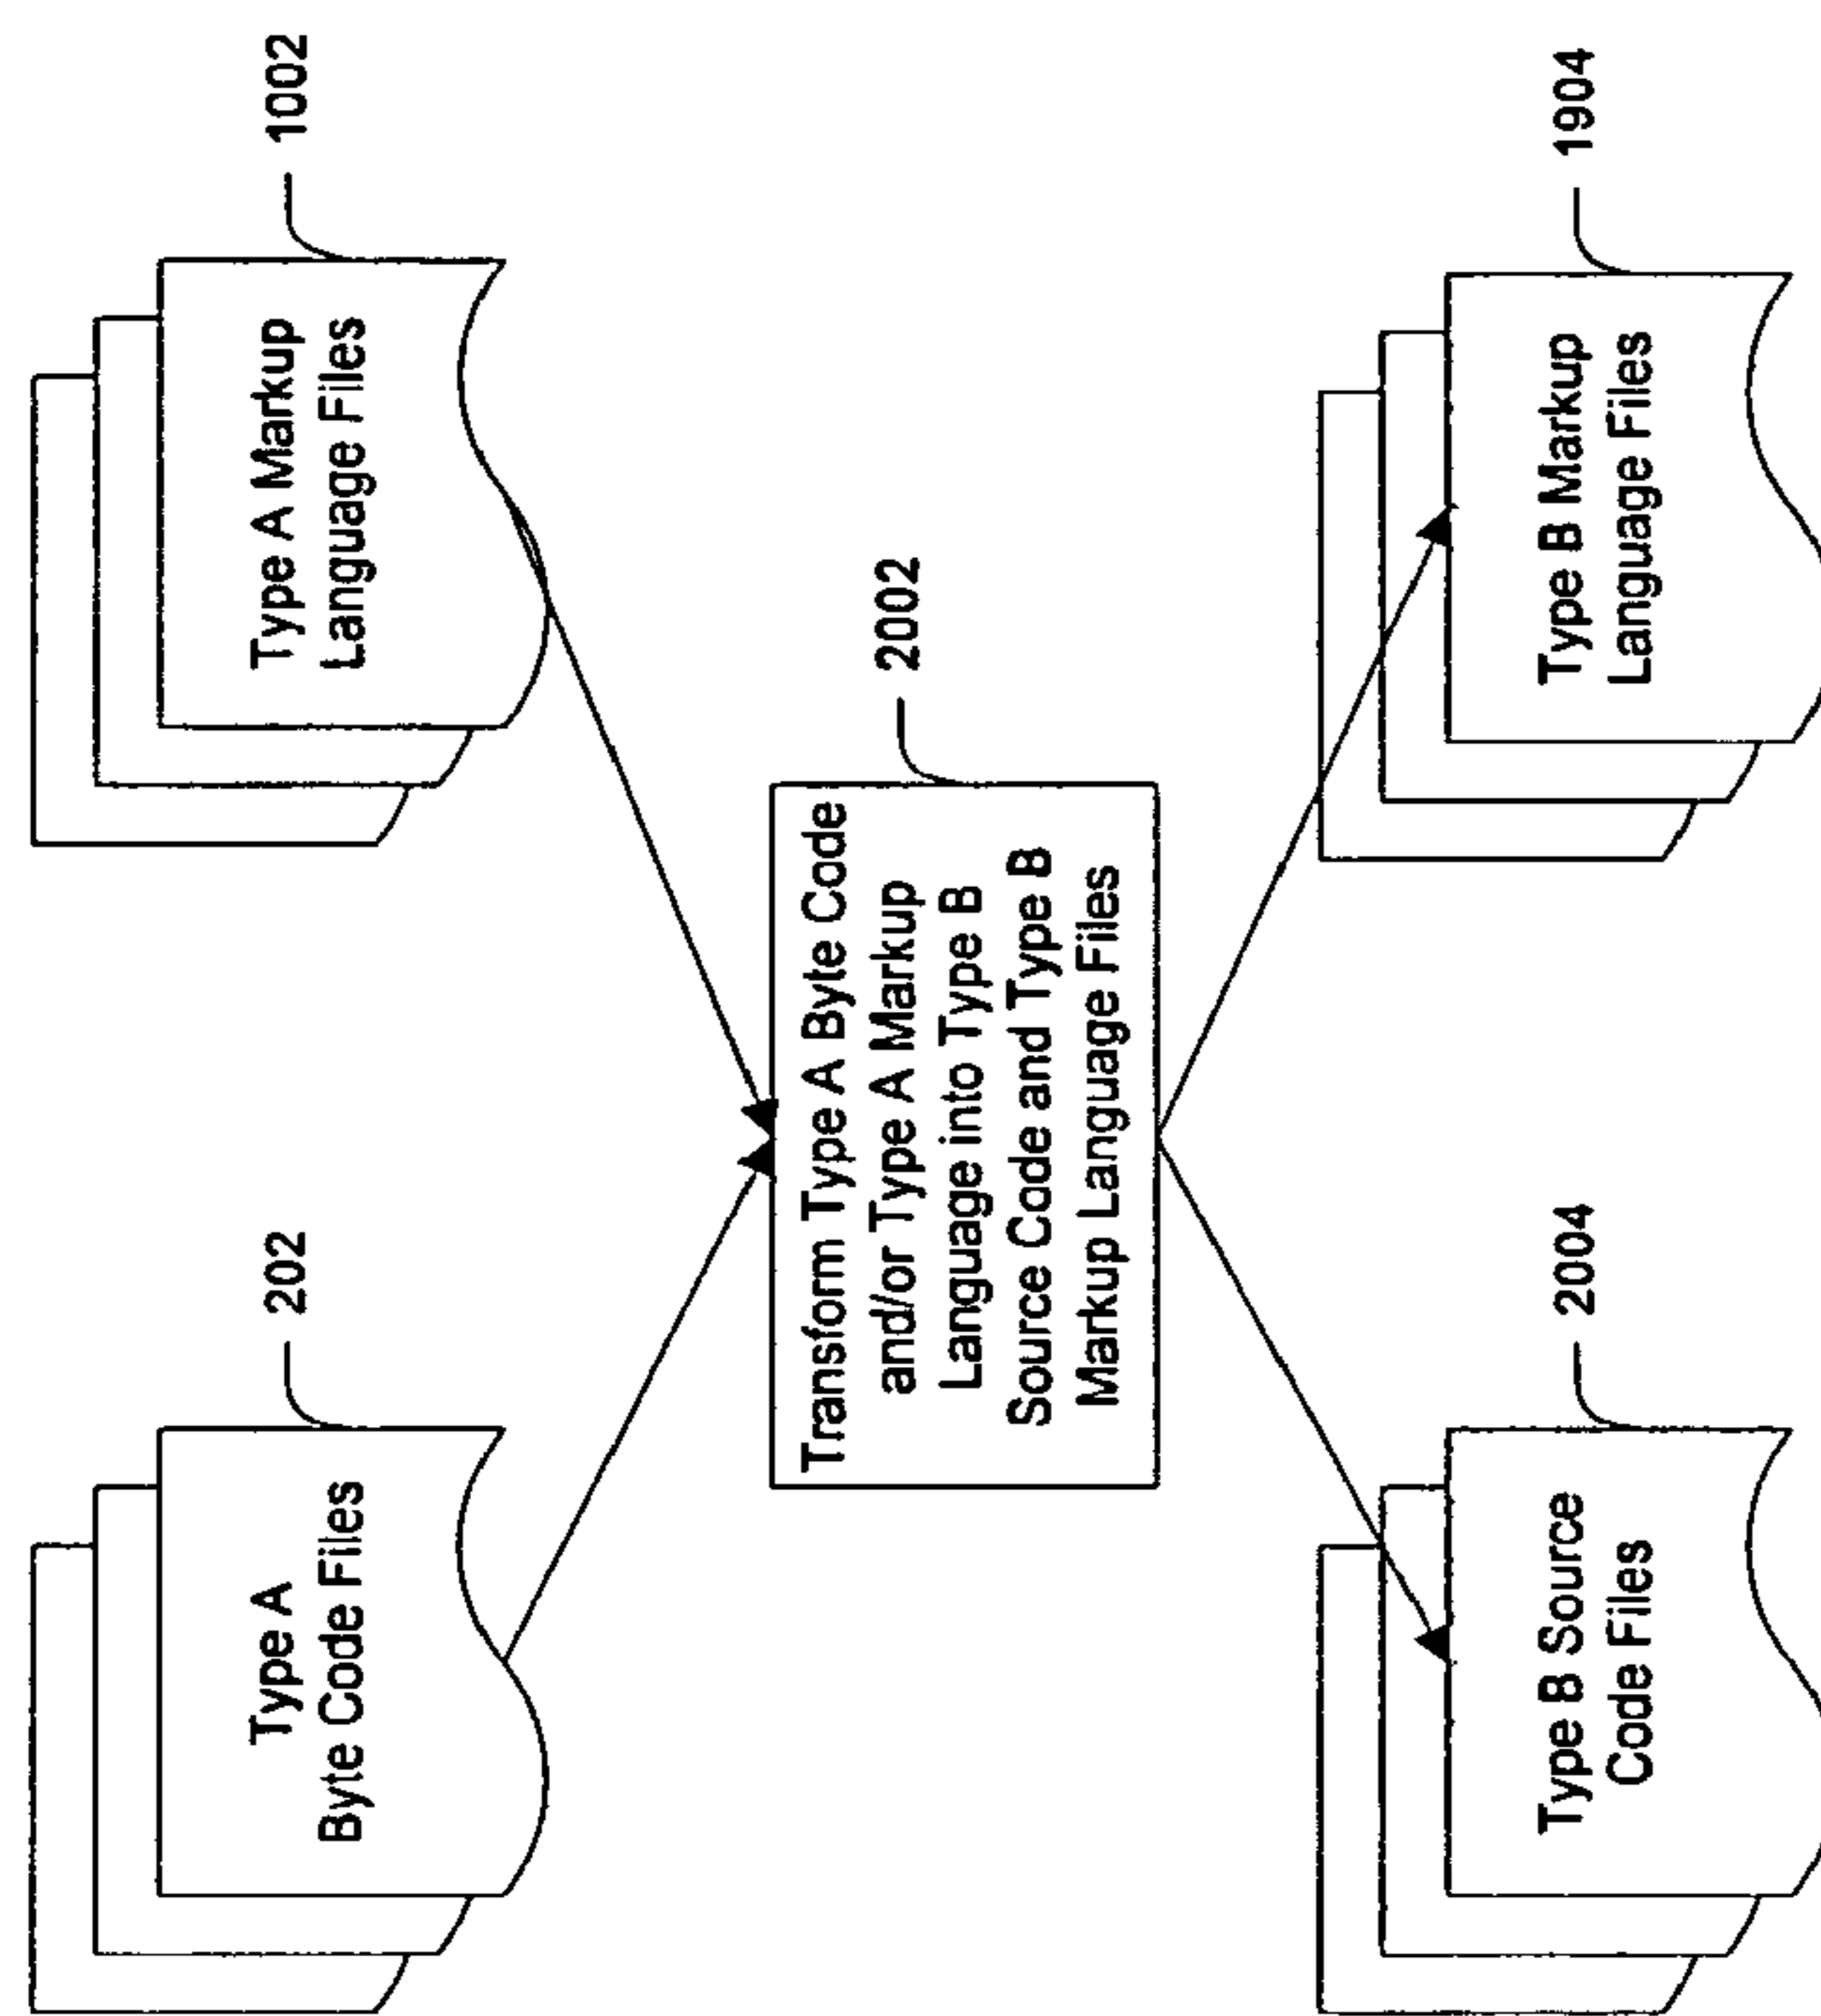 202
Type A
Byte Code Files
1002
Type A Markup
Language Files
2002
Transform Type A Byte Code
and/or Type A Markup
Language into Type B
Source Code and Type B
Markup Language Files
2004
Type B Source
Code Files
1904
Type B Markup
Language Files